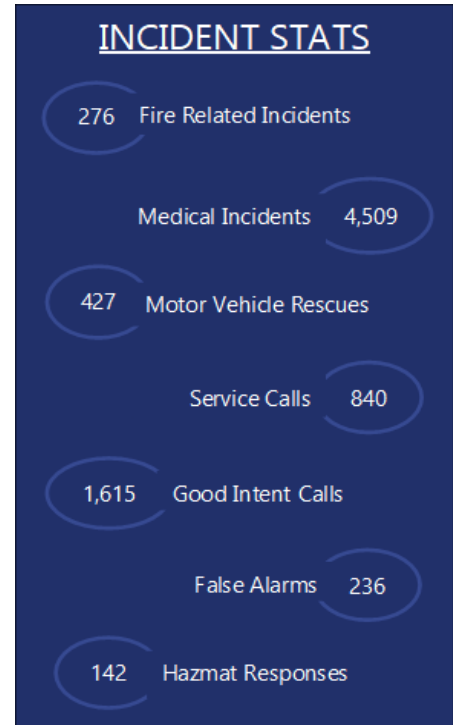 INCIDENT STATS
276 Fire Related Incidents
Medical Incidents 4,509
427 Motor Vehicle Rescues
Service Calls 840
1,615 Good Intent Calls
False Alarms 236
142 Hazmat Responses